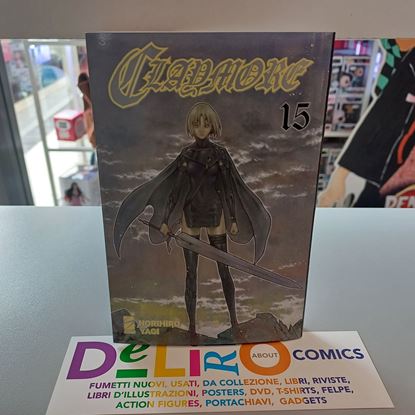 CLAYMORE
15
NORIHIRO
YAGI
DeLiRO ABOUT COMICS
FUMETTI NUOVI, USATI, DA COLLEZIONE, LIBRI, RIVISTE,
LIBRI D'ILLUSTRAZIONI, POSTERS, DVD, T-SHIRTS, FELPE,
ACTION FIGURES, PORTACHIAVI, GADGETS